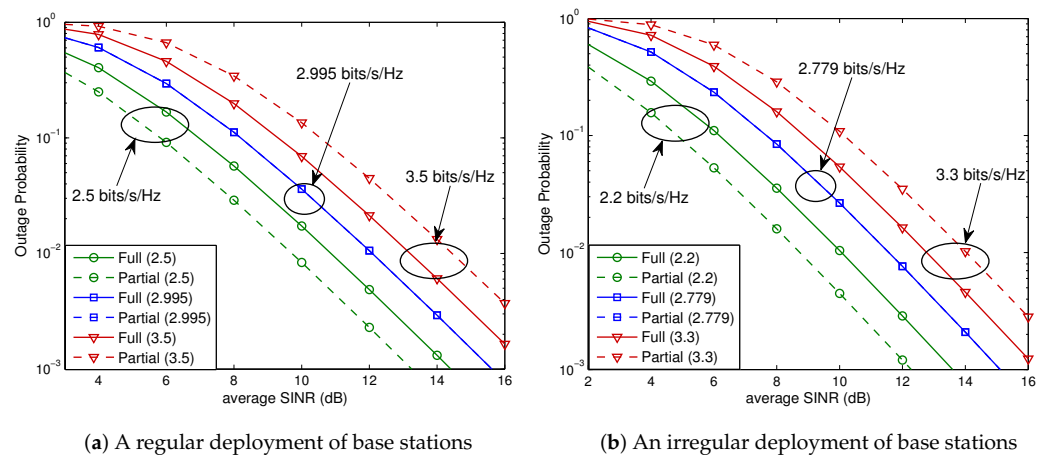 10^0
10^-1
10^-2
10^-3
Outage Probability
2.995 bits/s/Hz
2.5 bits/s/Hz
3.5 bits/s/Hz
Full (2.5)
Partial (2.5)
Full (2.995)
Partial (2.995)
Full (3.5)
Partial (3.5)
4 6 8 10 12 14 16
average SINR (dB)
(a) A regular deployment of base stations
10^0
10^-1
10^-2
10^-3
Outage Probability
2.779 bits/s/Hz
2.2 bits/s/Hz
3.3 bits/s/Hz
Full (2.2)
Partial (2.2)
Full (2.779)
Partial (2.779)
Full (3.3)
Partial (3.3)
2 4 6 8 10 12 14 16
average SINR (dB)
(b) An irregular deployment of base stations